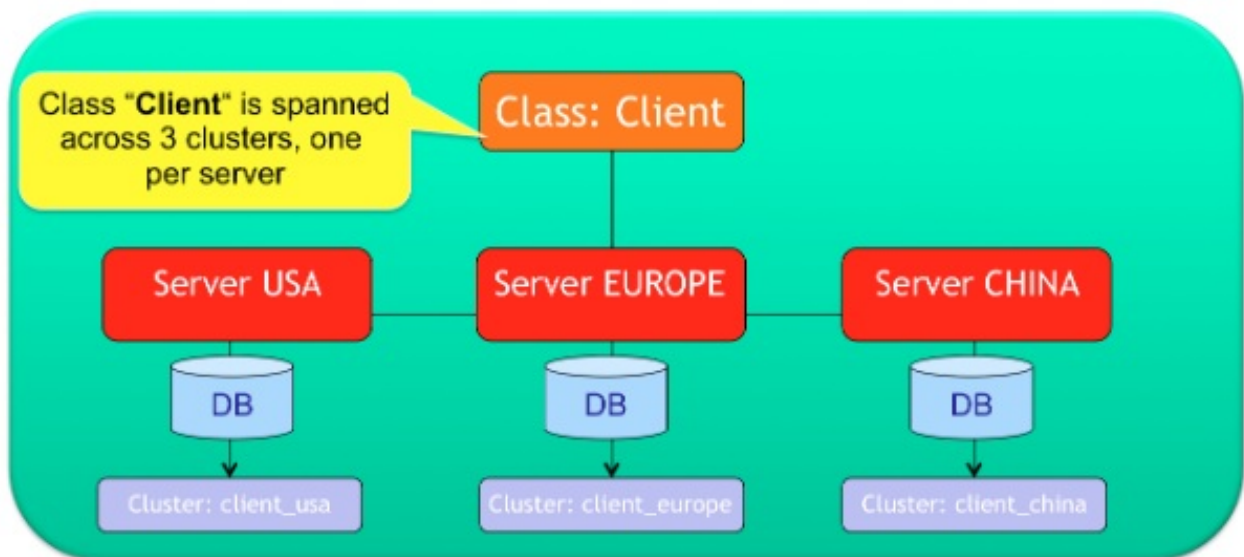 Class "Client" is spanned
across 3 clusters, one
per server
Class: Client
Server USA
Server EUROPE
Server CHINA
DB
DB
DB
Cluster: client_usa
Cluster: client_europe
Cluster: client_china